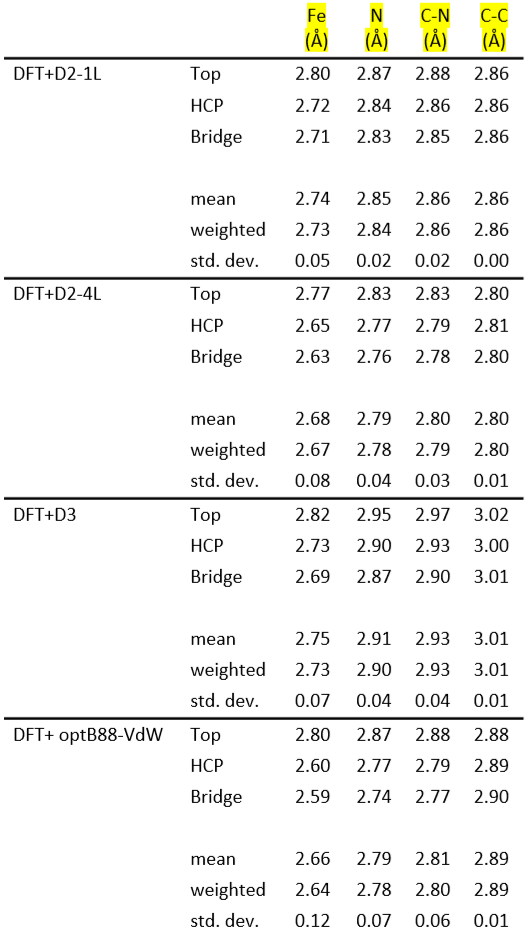 Fe N C-N C-C
(Å) (Å) (Å) (Å)
DFT+D2-1L Top 2.80 2.87 2.88 2.86
HCP 2.72 2.84 2.86 2.86
Bridge 2.71 2.83 2.85 2.86
mean 2.74 2.85 2.86 2.86
weighted 2.73 2.84 2.86 2.86
std. dev. 0.05 0.02 0.02 0.00
DFT+D2-4L Top 2.77 2.83 2.83 2.80
HCP 2.65 2.77 2.79 2.81
Bridge 2.63 2.76 2.78 2.80
mean 2.68 2.79 2.80 2.80
weighted 2.67 2.78 2.79 2.80
std. dev. 0.08 0.04 0.03 0.01
DFT+D3 Top 2.82 2.95 2.97 3.02
HCP 2.73 2.90 2.93 3.00
Bridge 2.69 2.87 2.90 3.01
mean 2.75 2.91 2.93 3.01
weighted 2.73 2.90 2.93 3.01
std. dev. 0.07 0.04 0.04 0.01
DFT+ optB88-VdW Top 2.80 2.87 2.88 2.88
HCP 2.60 2.77 2.79 2.89
Bridge 2.59 2.74 2.77 2.90
mean 2.66 2.79 2.81 2.89
weighted 2.64 2.78 2.80 2.89
std. dev. 0.12 0.07 0.06 0.01